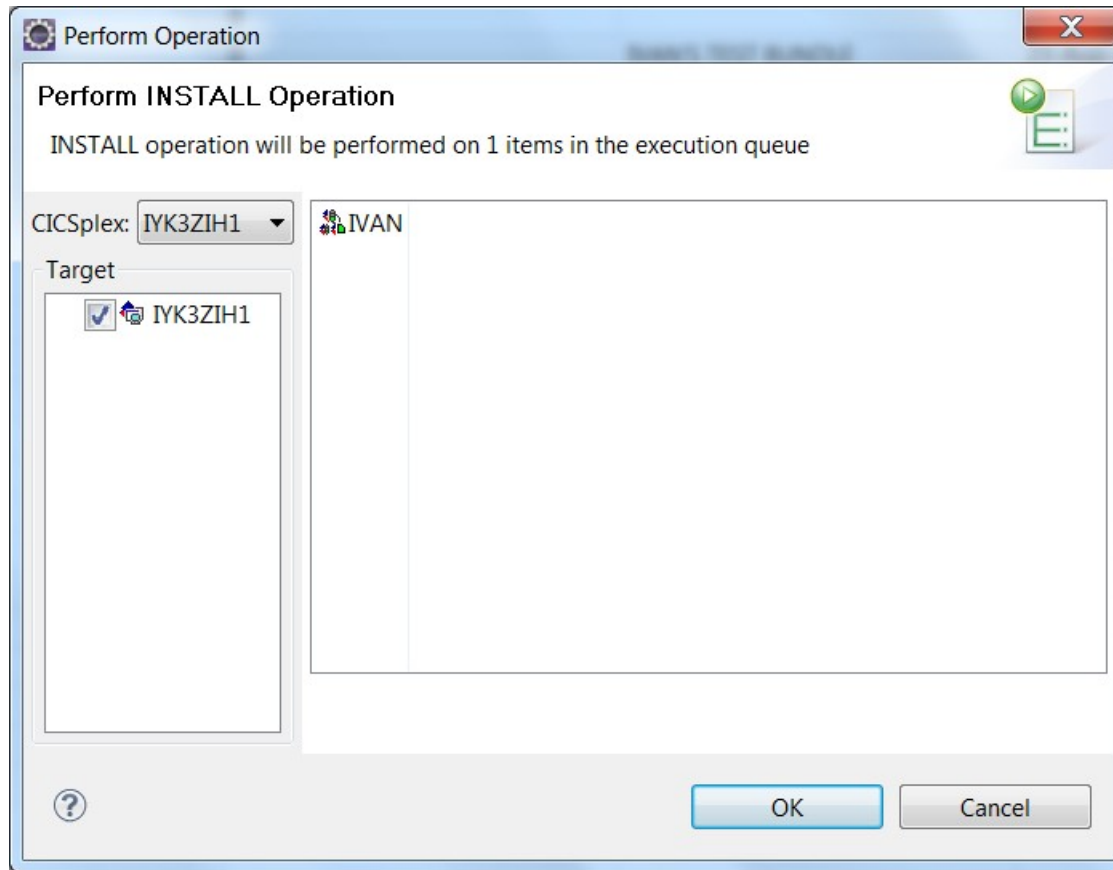 Perform Operation
Perform INSTALL Operation
INSTALL operation will be performed on 1 items in the execution queue
CICSplex: IYK3ZIH1
IVAN
Target
IYK3ZIH1
OK
Cancel